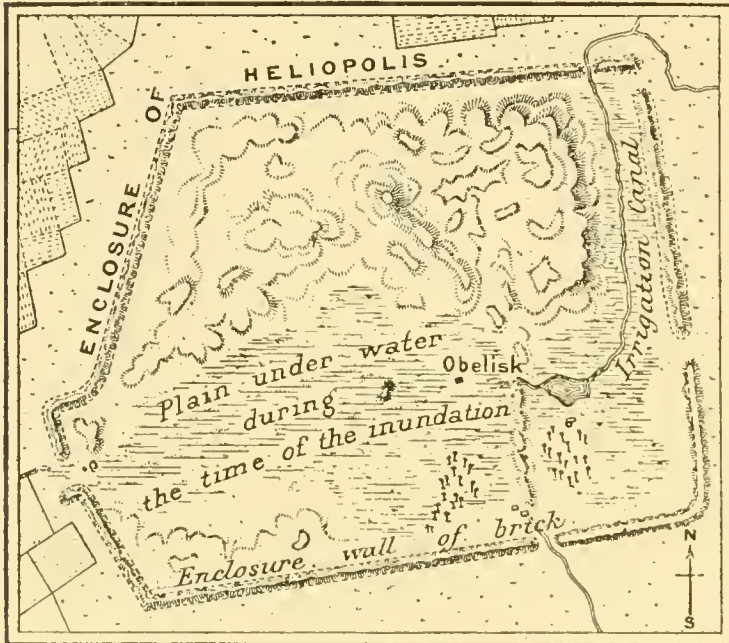 ENCLOSURE OF HELIOPOLIS
Irrigation Canal
Plain under water
during
the time of the inundation
Obelisk
Enclosure wall of brick
N
S